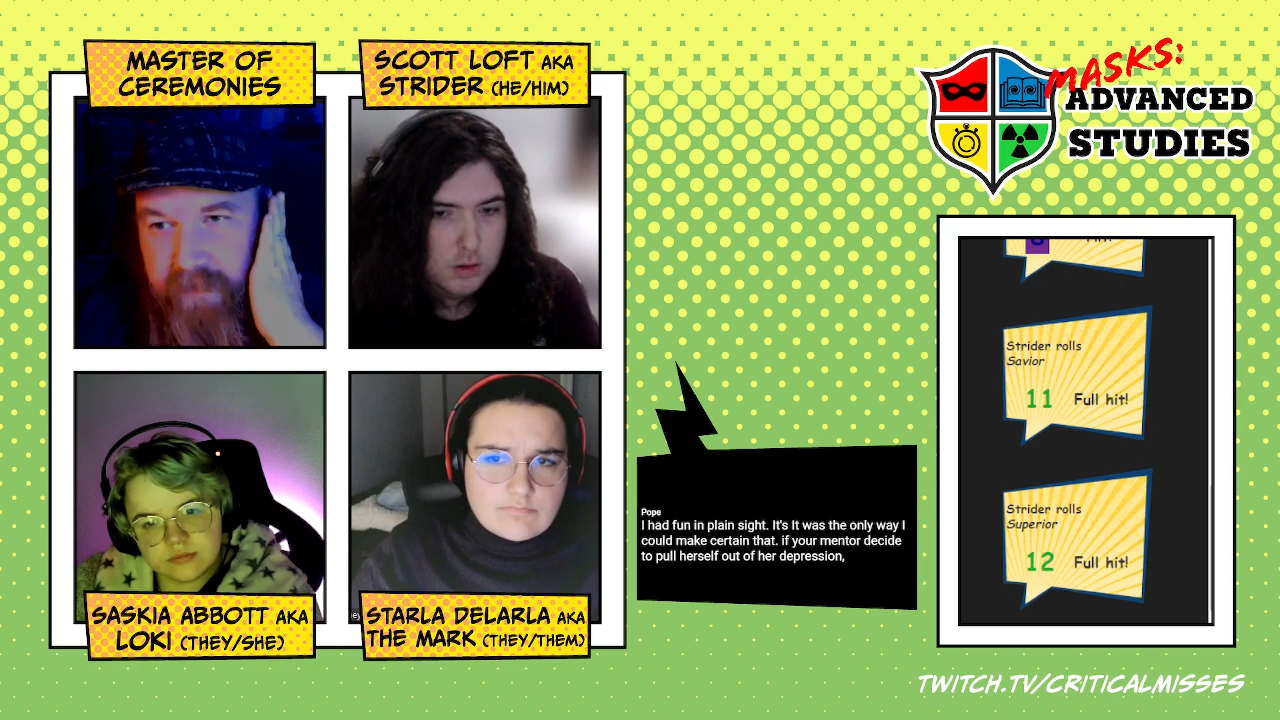 MASTER OF
CEREMONIES
SCOTT LOFT AKA
STRIDER (HE/HIM)
SASKIA ABBOTT AKA
LOKI (THEY/SHE)
STARLA DELARLA AKA
THE MARK (THEY/THEM)
Pope
I had fun in plain sight. It's It was the only way I
could make certain that. if your mentor decide
to pull herself out of her depression,
MASKS:
ADVANCED
STUDIES
Strider rolls
Savior
11 Full hit!
Strider rolls
Superior
12 Full hit!
TWITCH.TV/CRITICALMISSES